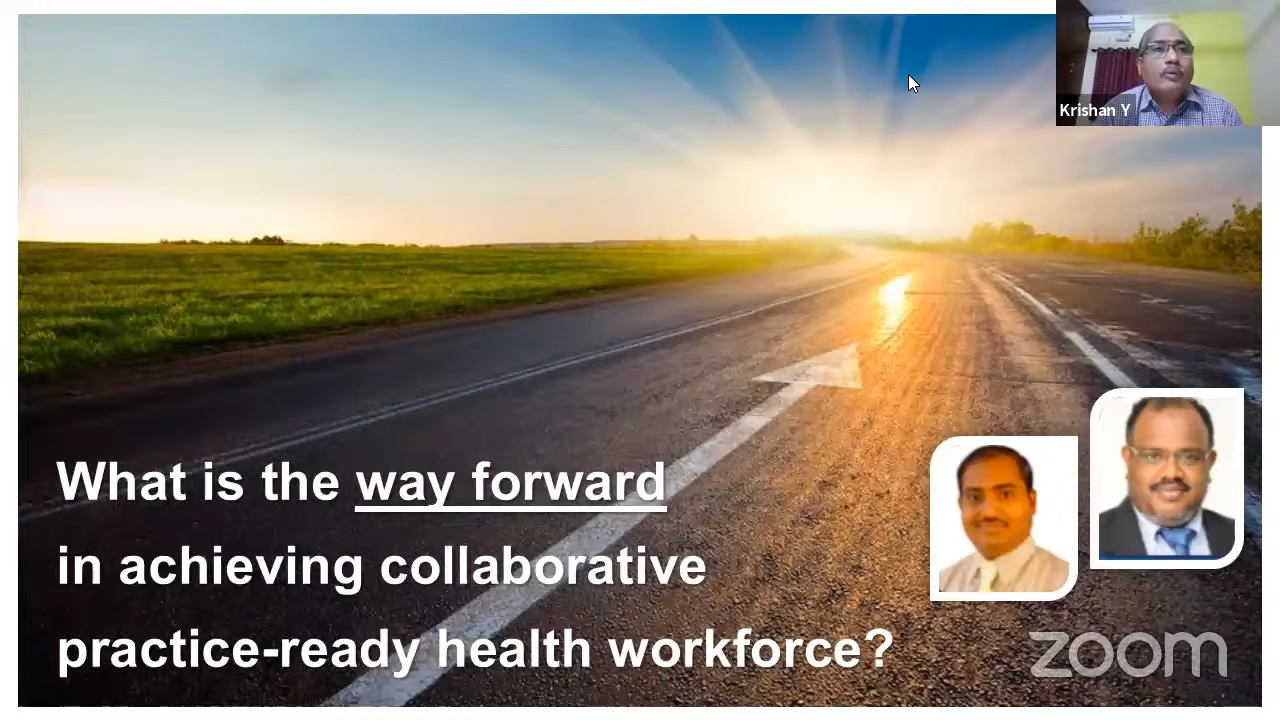 Krishan Y
What is the way forward
in achieving collaborative
practice-ready health workforce?
zoom